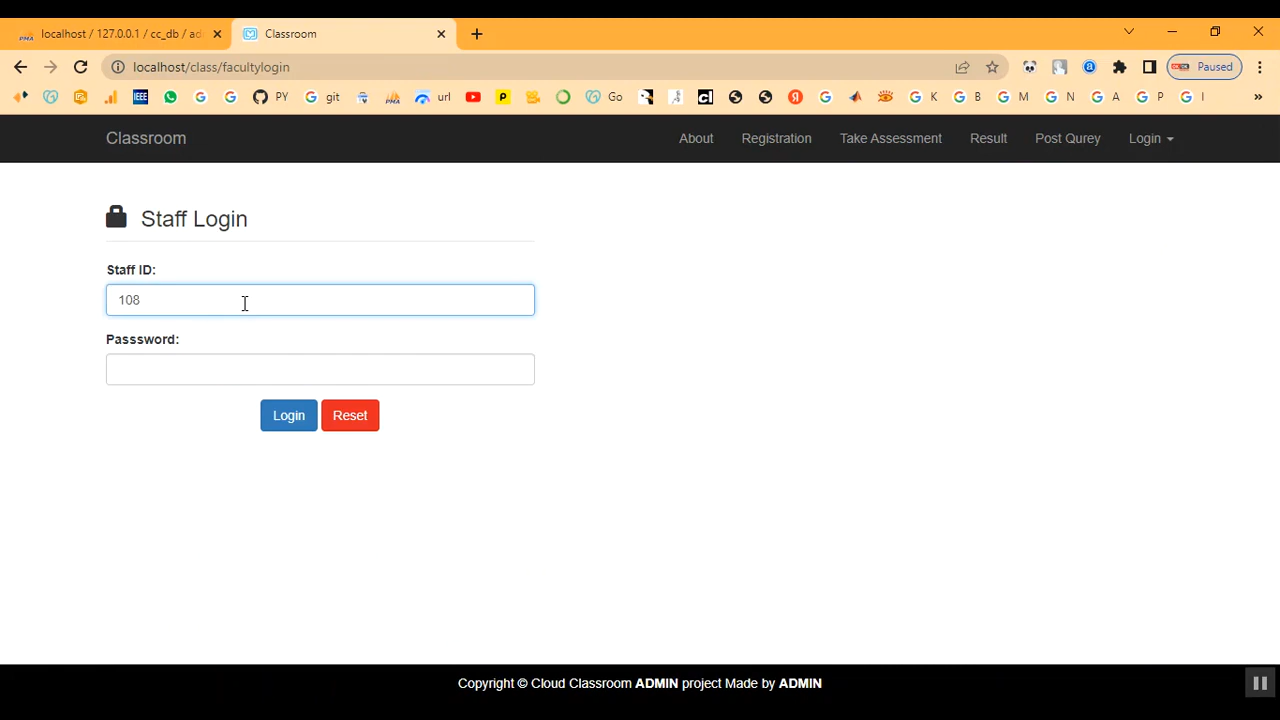 localhost / 127.0.0.1 / cc_db / ad
Classroom
localhost/class/facultylogin
Paused
IEEE
PY
git
PMA
url
Go
K
B
M
N
A
P
I
»
Classroom
About
Registration
Take Assessment
Result
Post Qurey
Login
Staff Login
Staff ID:
108
Passsword:
Login
Reset
Copyright © Cloud Classroom ADMIN project Made by ADMIN